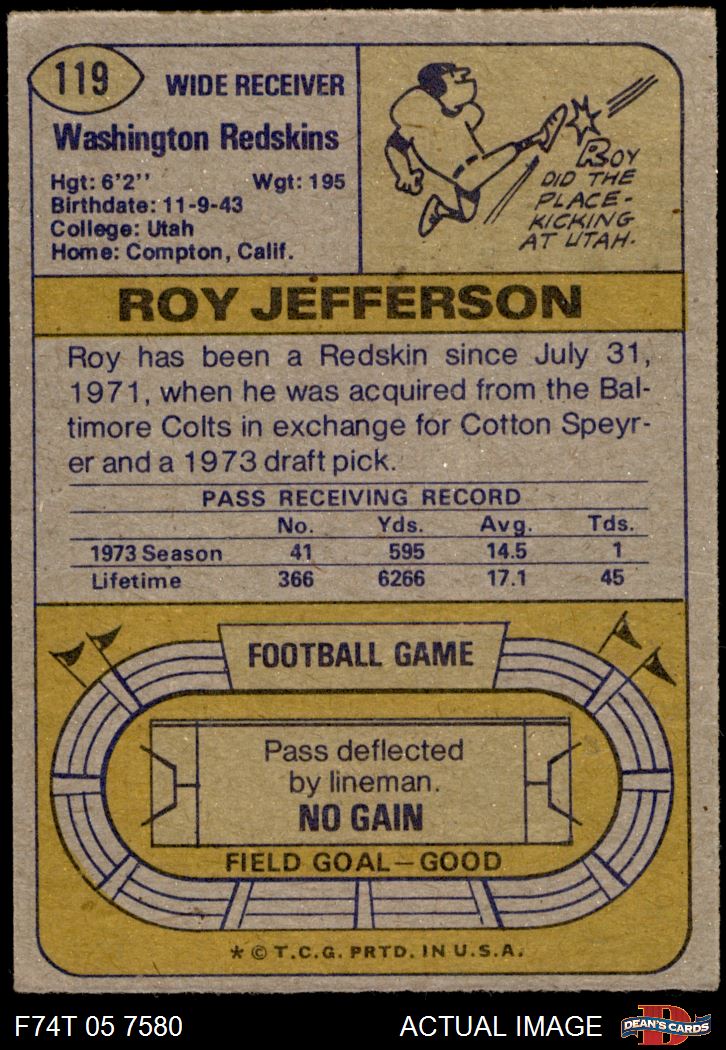 119
WIDE RECEIVER
Washington Redskins
Hgt: 6'2'' Wgt: 195
Birthdate: 11-9-43
College: Utah
Home: Compton, Calif.
ROY
DID THE
PLACE-
KICKING
AT UTAH.
ROY JEFFERSON
Roy has been a Redskin since July 31,
1971, when he was acquired from the Bal-
timore Colts in exchange for Cotton Speyr-
er and a 1973 draft pick.
PASS RECEIVING RECORD
No. Yds. Avg. Tds.
1973 Season 41 595 14.5 1
Lifetime 366 6266 17.1 45
FOOTBALL GAME
Pass deflected
by lineman.
NO GAIN
FIELD GOAL—GOOD
* © T.C.G. PRTD. IN U.S.A.
F74T 05 7580 ACTUAL IMAGE
D
DEAN'S CARDS